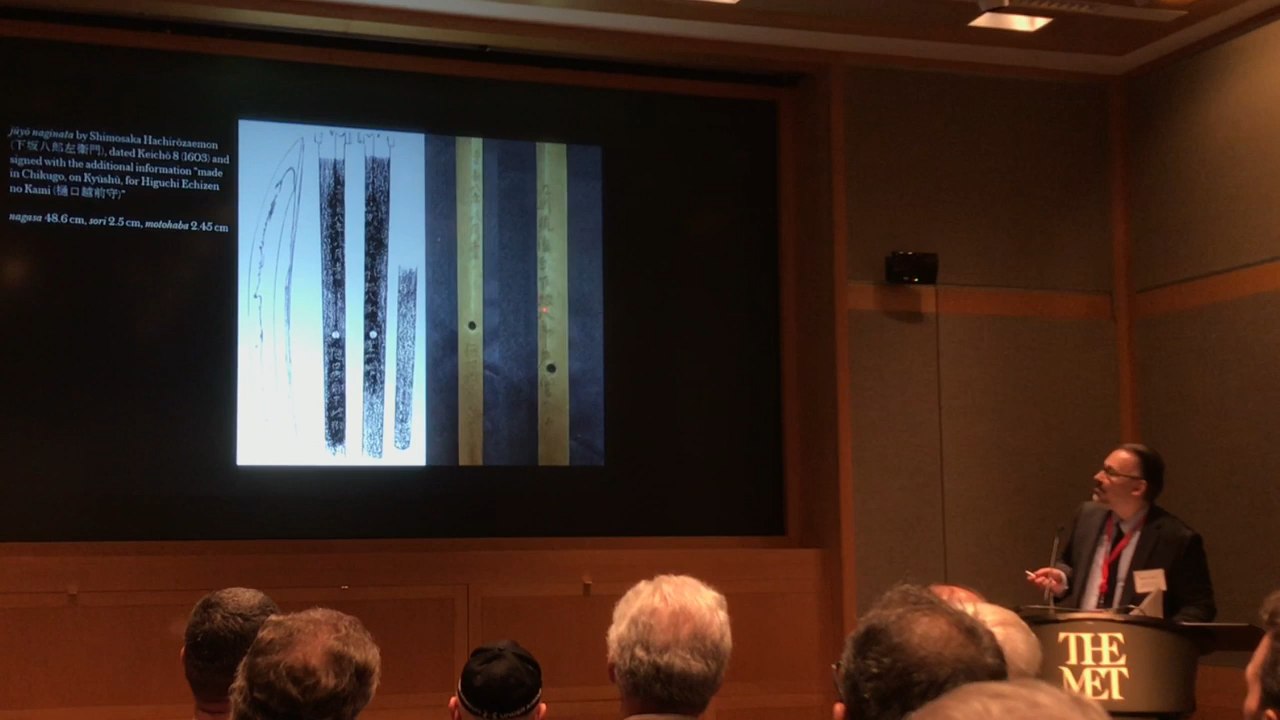 jūyō naginata by Shimosaka Hachirōzaemon
(下坂八郎左衛門), dated Keichō 8 (1603) and
signed with the additional information "made
in Chikugo, on Kyūshū, for Higuchi Echizen
no Kami (樋口越前守)"
nagasa 48.6 cm, sori 2.5 cm, motohaba 2.45 cm
THE
MET